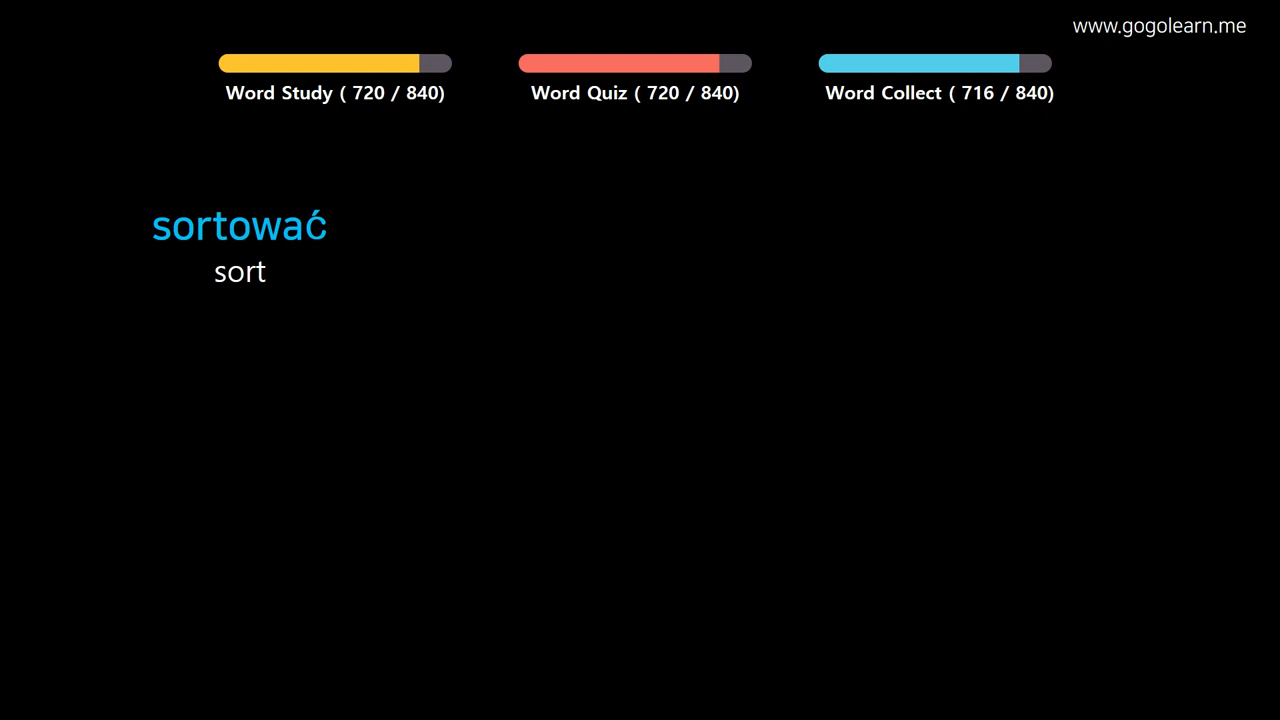 www.gogolearn.me
Word Study ( 720 / 840)
Word Quiz ( 720 / 840)
Word Collect ( 716 / 840)
sortować
sort